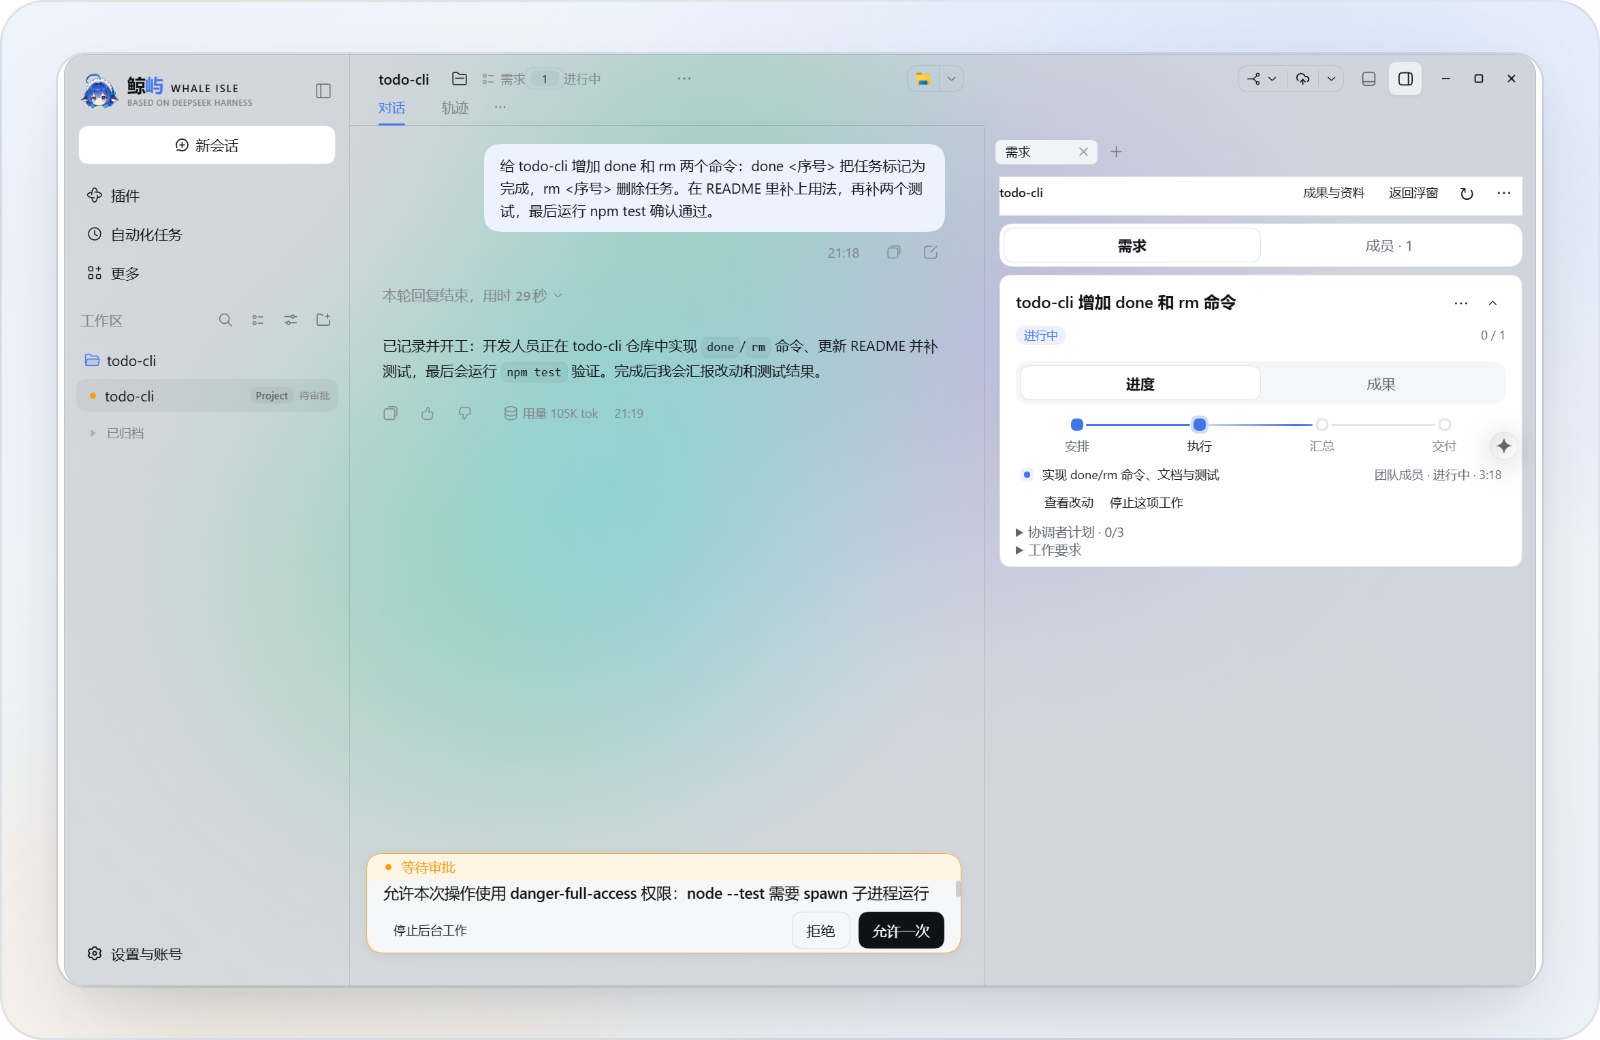 鲸屿 WHALE ISLE
BASED ON DEEPSEEK HARNESS
新会话
插件
自动化任务
更多
工作区
todo-cli
todo-cli Project 待审批
已归档
设置与账号
todo-cli 需求 1 进行中
对话 轨迹
给 todo-cli 增加 done 和 rm 两个命令：done <序号> 把任务标记为
完成，rm <序号> 删除任务。在 README 里补上用法，再补两个测
试，最后运行 npm test 确认通过。
21:18
本轮回复结束，用时 29秒
已记录并开工：开发人员正在 todo-cli 仓库中实现 done / rm 命令、更新 README 并补
测试，最后会运行 npm test 验证。完成后我会汇报改动和测试结果。
用量 105K tok 21:19
等待审批
允许本次操作使用 danger-full-access 权限：node --test 需要 spawn 子进程运行
停止后台工作 拒绝 允许一次
需求
todo-cli 成果与资料 返回浮窗
需求 成员 · 1
todo-cli 增加 done 和 rm 命令
进行中 0 / 1
进度 成果
安排 执行 汇总 交付
实现 done/rm 命令、文档与测试 团队成员 · 进行中 · 3:18
查看改动 停止这项工作
协调者计划 · 0/3
工作要求